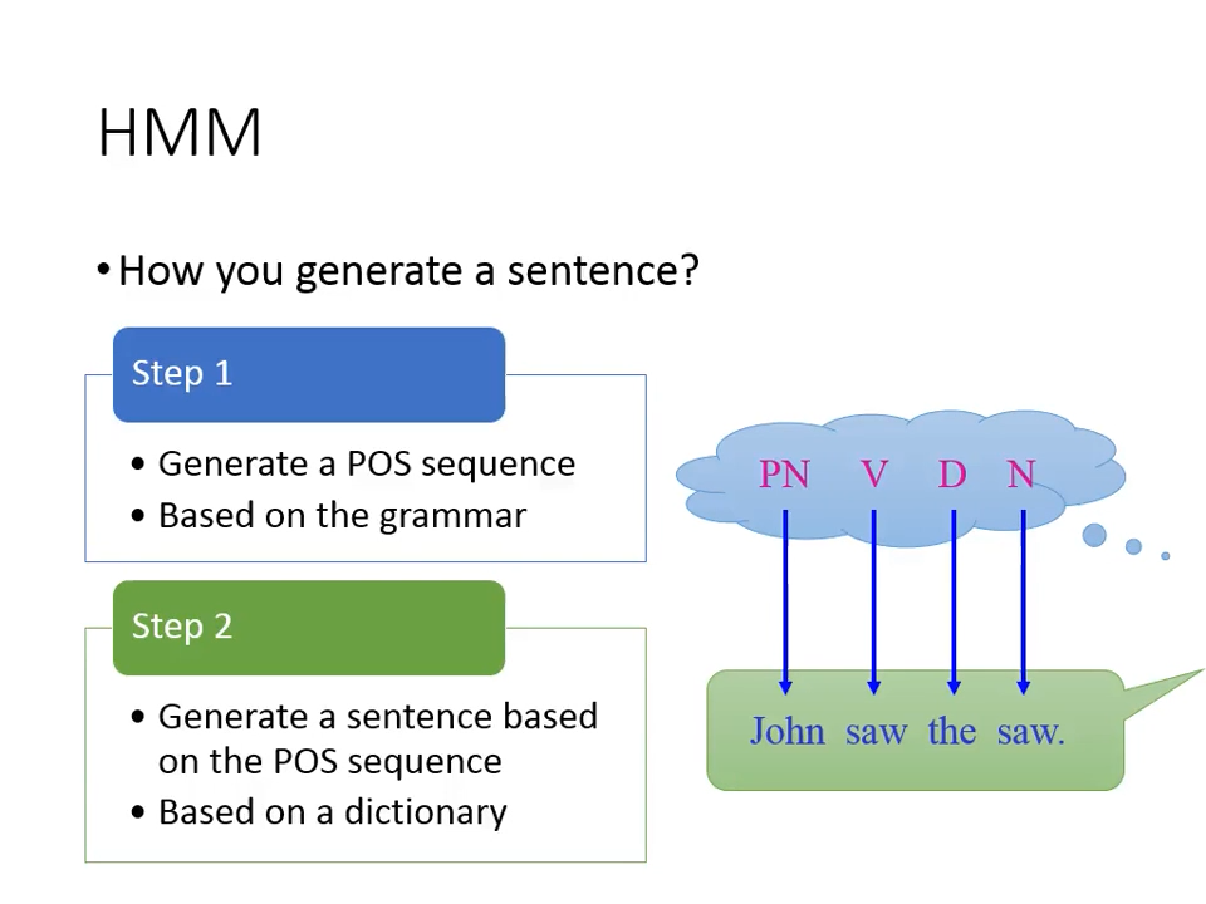 HMM
• How you generate a sentence?
Step 1
• Generate a POS sequence
• Based on the grammar
Step 2
• Generate a sentence based
on the POS sequence
• Based on a dictionary
PN V D N
John saw the saw.